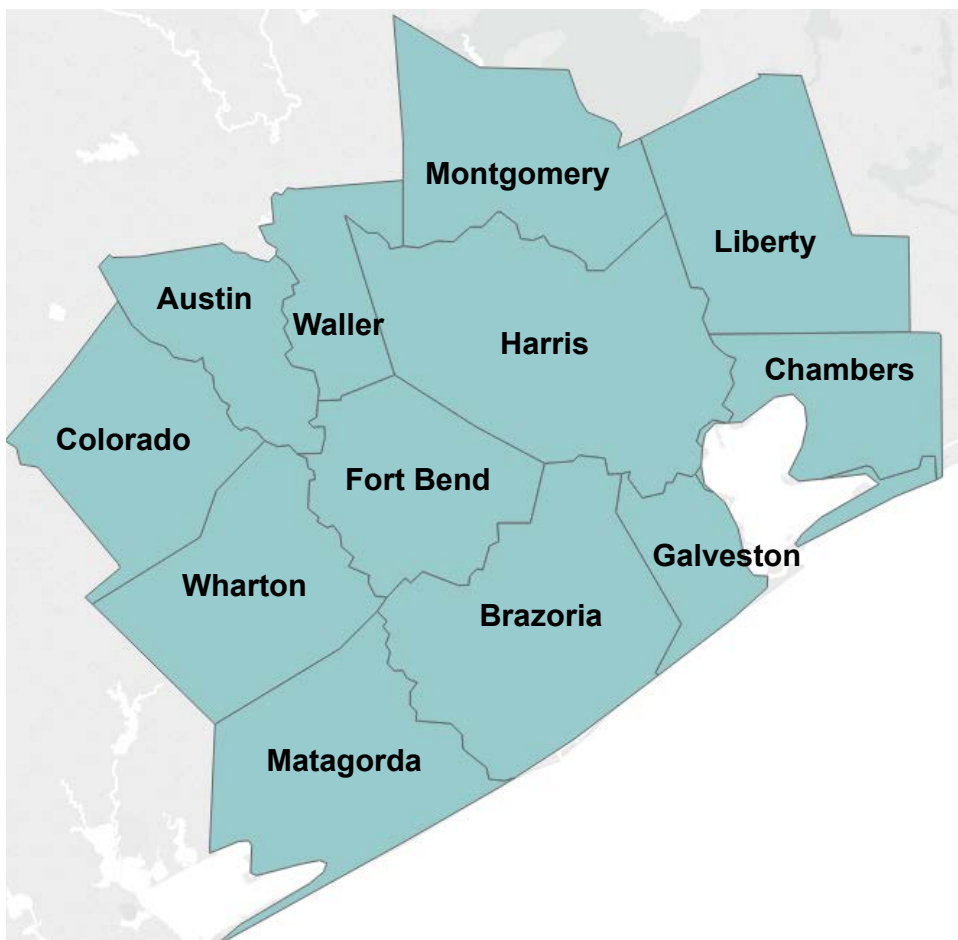 Montgomery
Liberty
Austin
Waller
Harris
Chambers
Colorado
Fort Bend
Galveston
Wharton
Brazoria
Matagorda